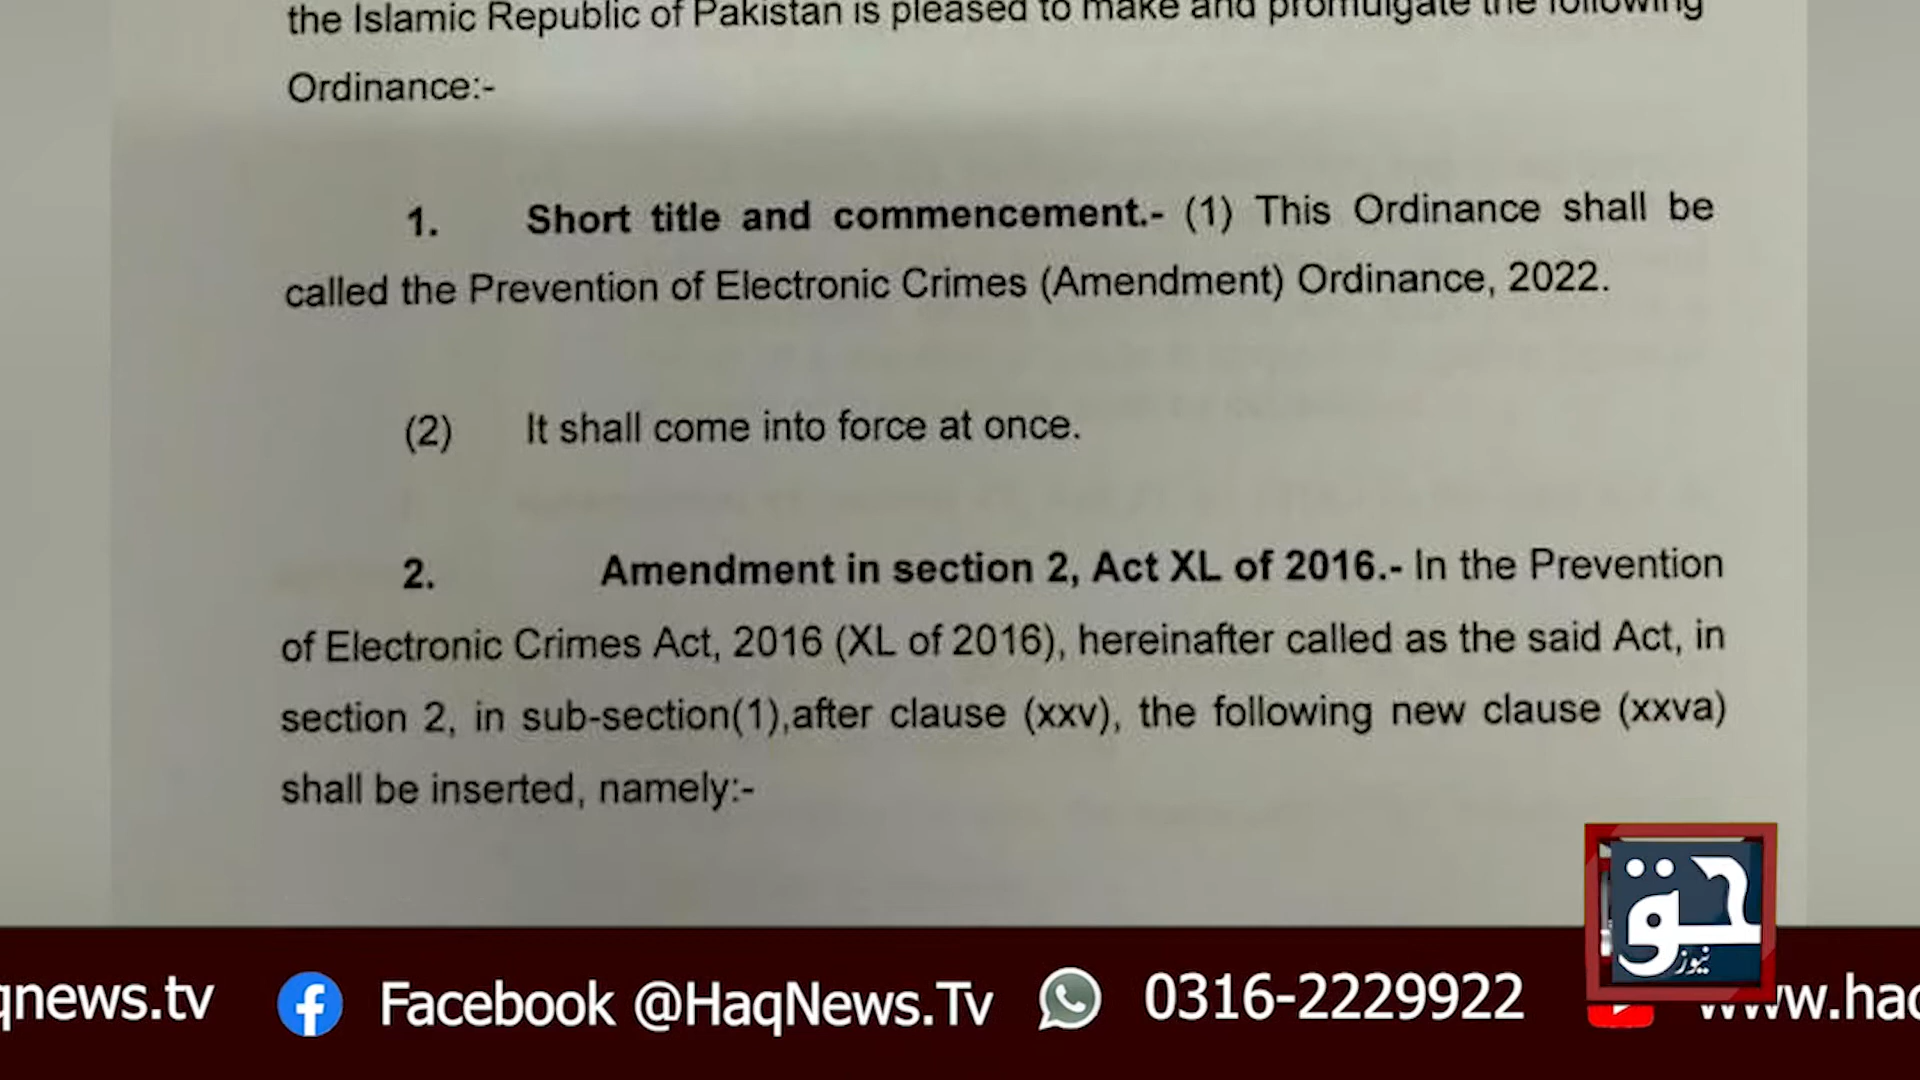 the Islamic Republic of Pakistan is pleased to make and promulgate the following
Ordinance:-
1. Short title and commencement.- (1) This Ordinance shall be
called the Prevention of Electronic Crimes (Amendment) Ordinance, 2022.
(2) It shall come into force at once.
2. Amendment in section 2, Act XL of 2016.- In the Prevention
of Electronic Crimes Act, 2016 (XL of 2016), hereinafter called as the said Act, in
section 2, in sub-section(1),after clause (xxv), the following new clause (xxva)
shall be inserted, namely:-
حق
نیوز
qnews.tv Facebook @HaqNews.Tv 0316-2229922 www.haq